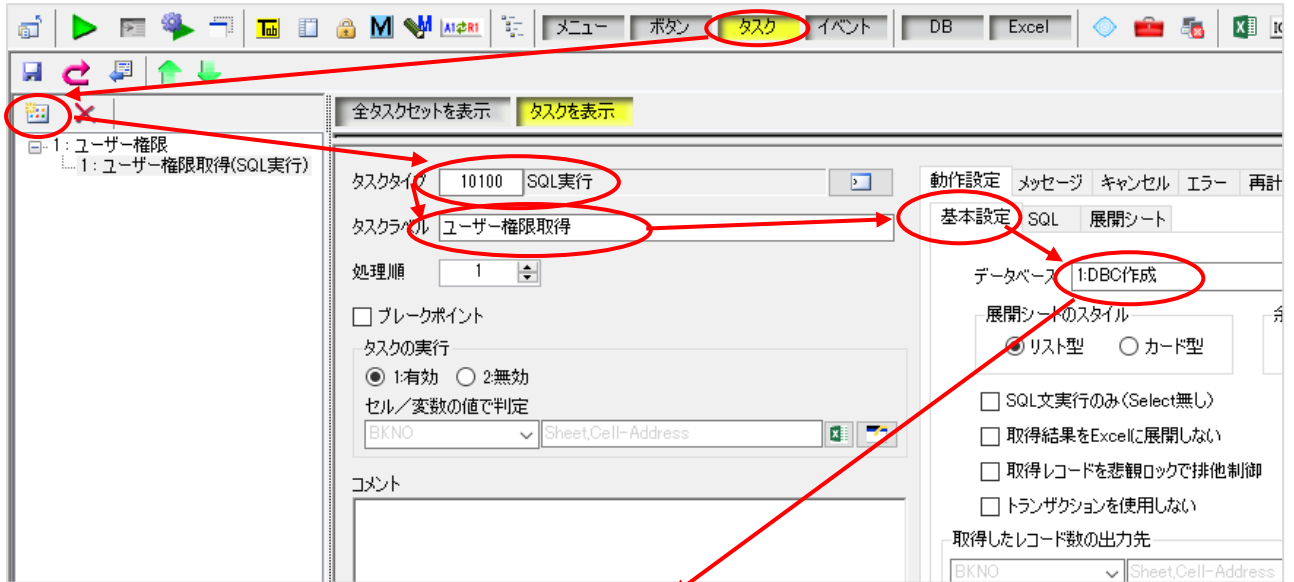 Tab M M A1 R1 メニュー ボタン タスク イベント DB Excel
全タスクセットを表示 タスクを表示
1:ユーザー権限
1:ユーザー権限取得(SQL実行)
タスクタイプ 10100 SQL実行
タスクラベル ユーザー権限取得
処理順 1
ブレークポイント
タスクの実行
1:有効 2:無効
セル/変数の値で判定
BKNO Sheet,Cell-Address
コメント
動作設定 メッセージ キャンセル エラー 再計
基本設定 SQL 展開シート
データベース 1:DBC作成
展開シートのスタイル
リスト型 カード型
SQL文実行のみ(Select無し)
取得結果をExcelに展開しない
取得レコードを悲観ロックで排他制御
トランザクションを使用しない
取得したレコード数の出力先
BKNO Sheet,Cell-Address